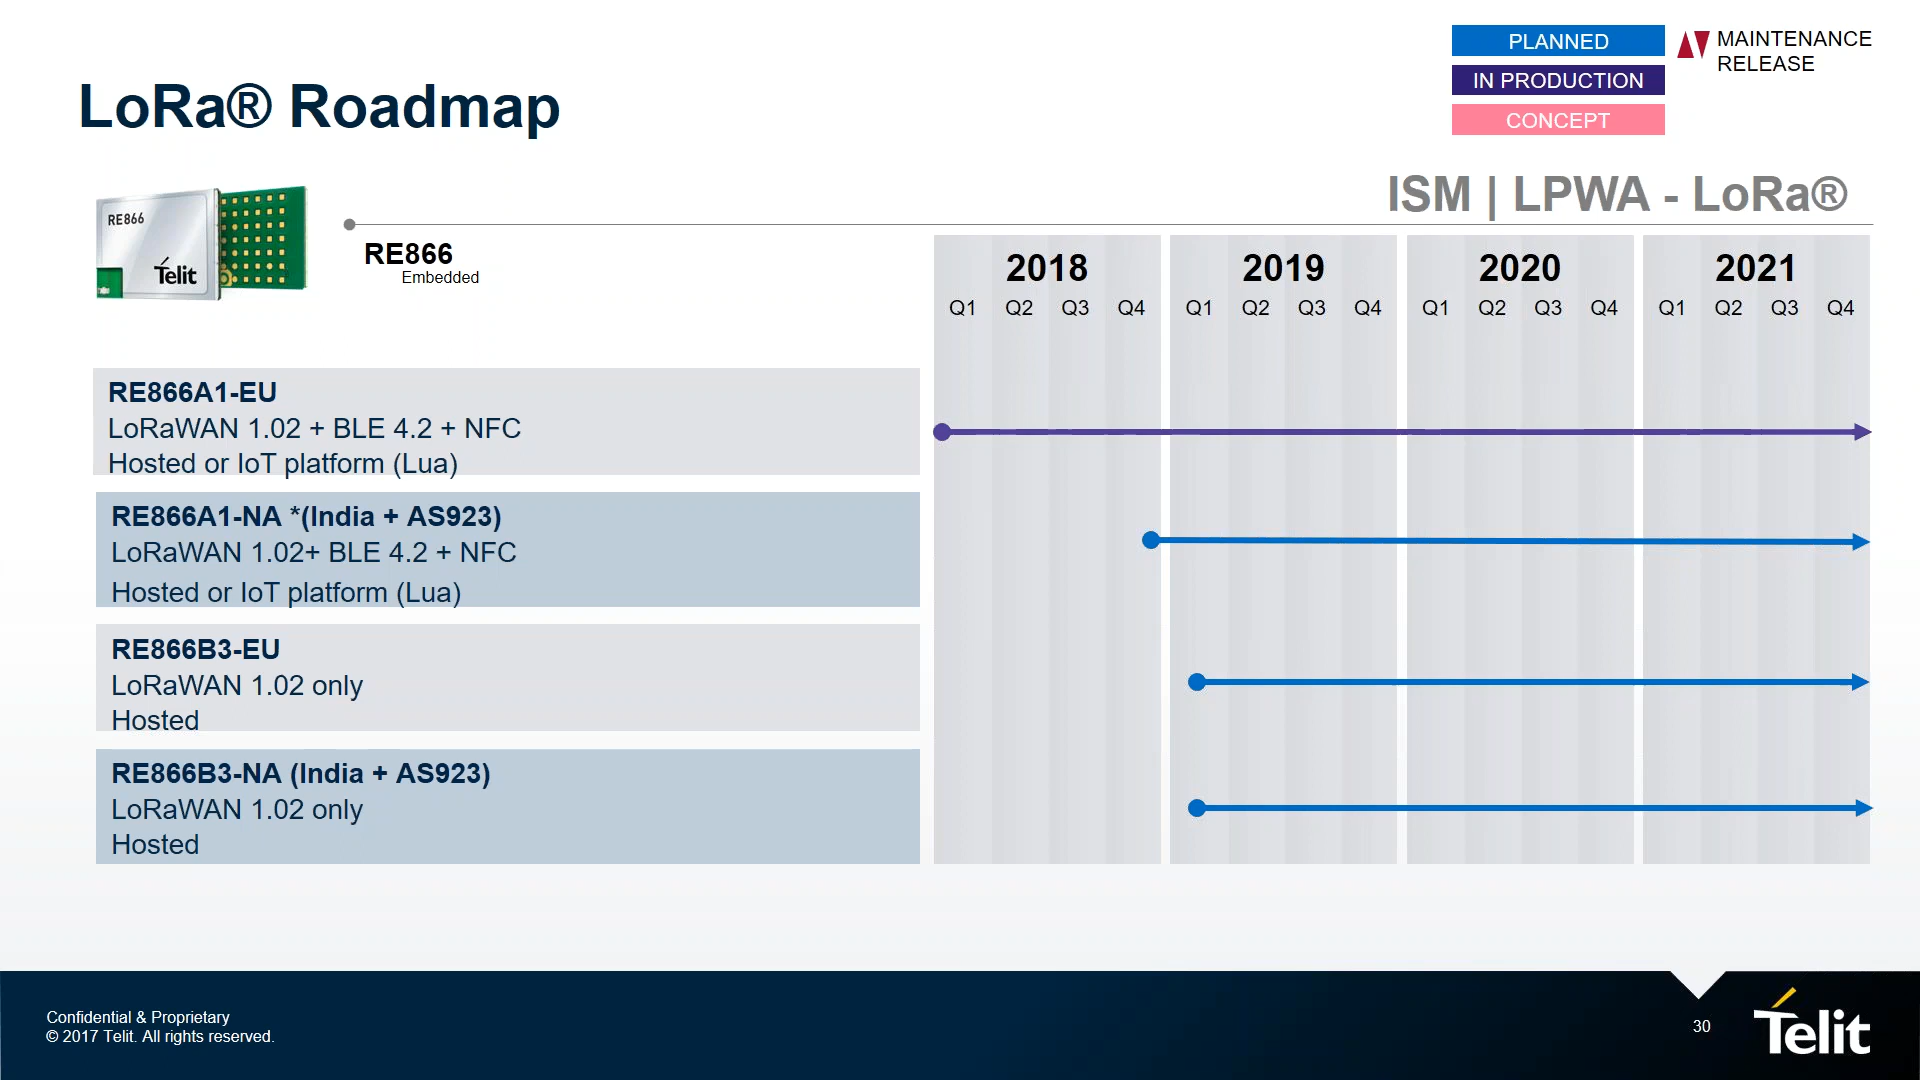 PLANNED
IN PRODUCTION
CONCEPT
MAINTENANCE
RELEASE
LoRa® Roadmap
ISM | LPWA - LoRa®
RE866
Telit
RE866
Embedded
2018 2019 2020 2021
Q1 Q2 Q3 Q4 Q1 Q2 Q3 Q4 Q1 Q2 Q3 Q4 Q1 Q2 Q3 Q4
RE866A1-EU
LoRaWAN 1.02 + BLE 4.2 + NFC
Hosted or IoT platform (Lua)
RE866A1-NA *(India + AS923)
LoRaWAN 1.02+ BLE 4.2 + NFC
Hosted or IoT platform (Lua)
RE866B3-EU
LoRaWAN 1.02 only
Hosted
RE866B3-NA (India + AS923)
LoRaWAN 1.02 only
Hosted
Confidential & Proprietary
© 2017 Telit. All rights reserved.
30
Telit